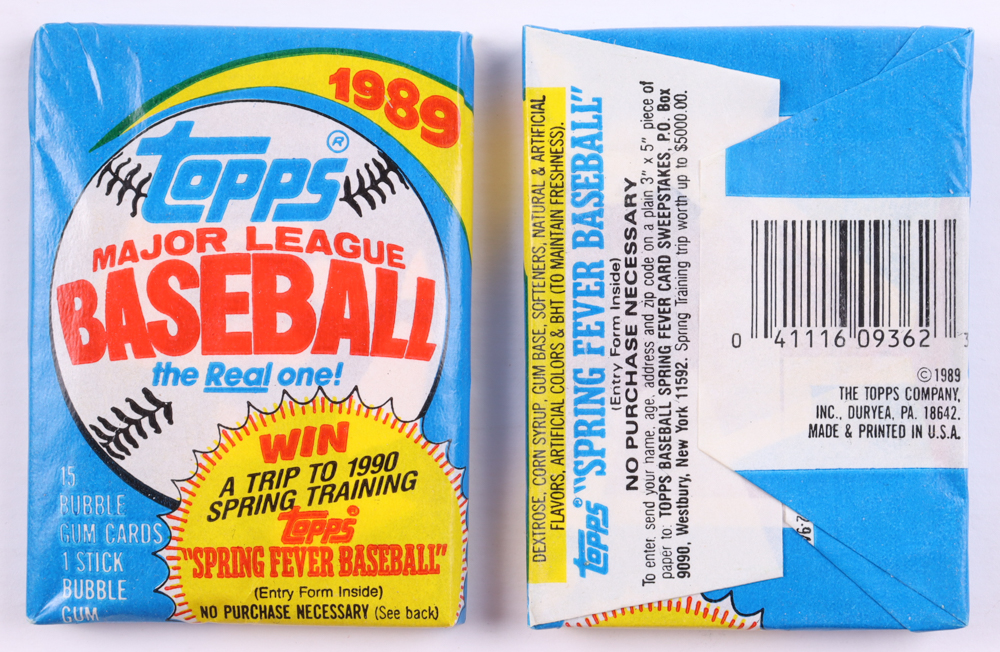 1989
topps®
MAJOR LEAGUE
BASEBALL
the Real one!
WIN
A TRIP TO 1990
SPRING TRAINING
topps®
"SPRING FEVER BASEBALL"
(Entry Form Inside)
NO PURCHASE NECESSARY (See back)
15
BUBBLE
GUM CARDS
1 STICK
BUBBLE
GUM
DEXTROSE, CORN SYRUP, GUM BASE, SOFTENERS, NATURAL & ARTIFICIAL
FLAVORS, ARTIFICIAL COLORS & BHT (TO MAINTAIN FRESHNESS).
topps® "SPRING FEVER BASEBALL"
(Entry Form Inside)
NO PURCHASE NECESSARY
To enter, send your name, age, address and zip code on a plain 3" x 5" piece of
paper to: TOPPS BASEBALL SPRING FEVER CARD SWEEPSTAKES, P.O. Box
9090, Westbury, New York 11592. Spring Training trip worth up to $5000.00.
0 41116 09362 3
©1989
THE TOPPS COMPANY,
INC., DURYEA, PA. 18642.
MADE & PRINTED IN U.S.A.